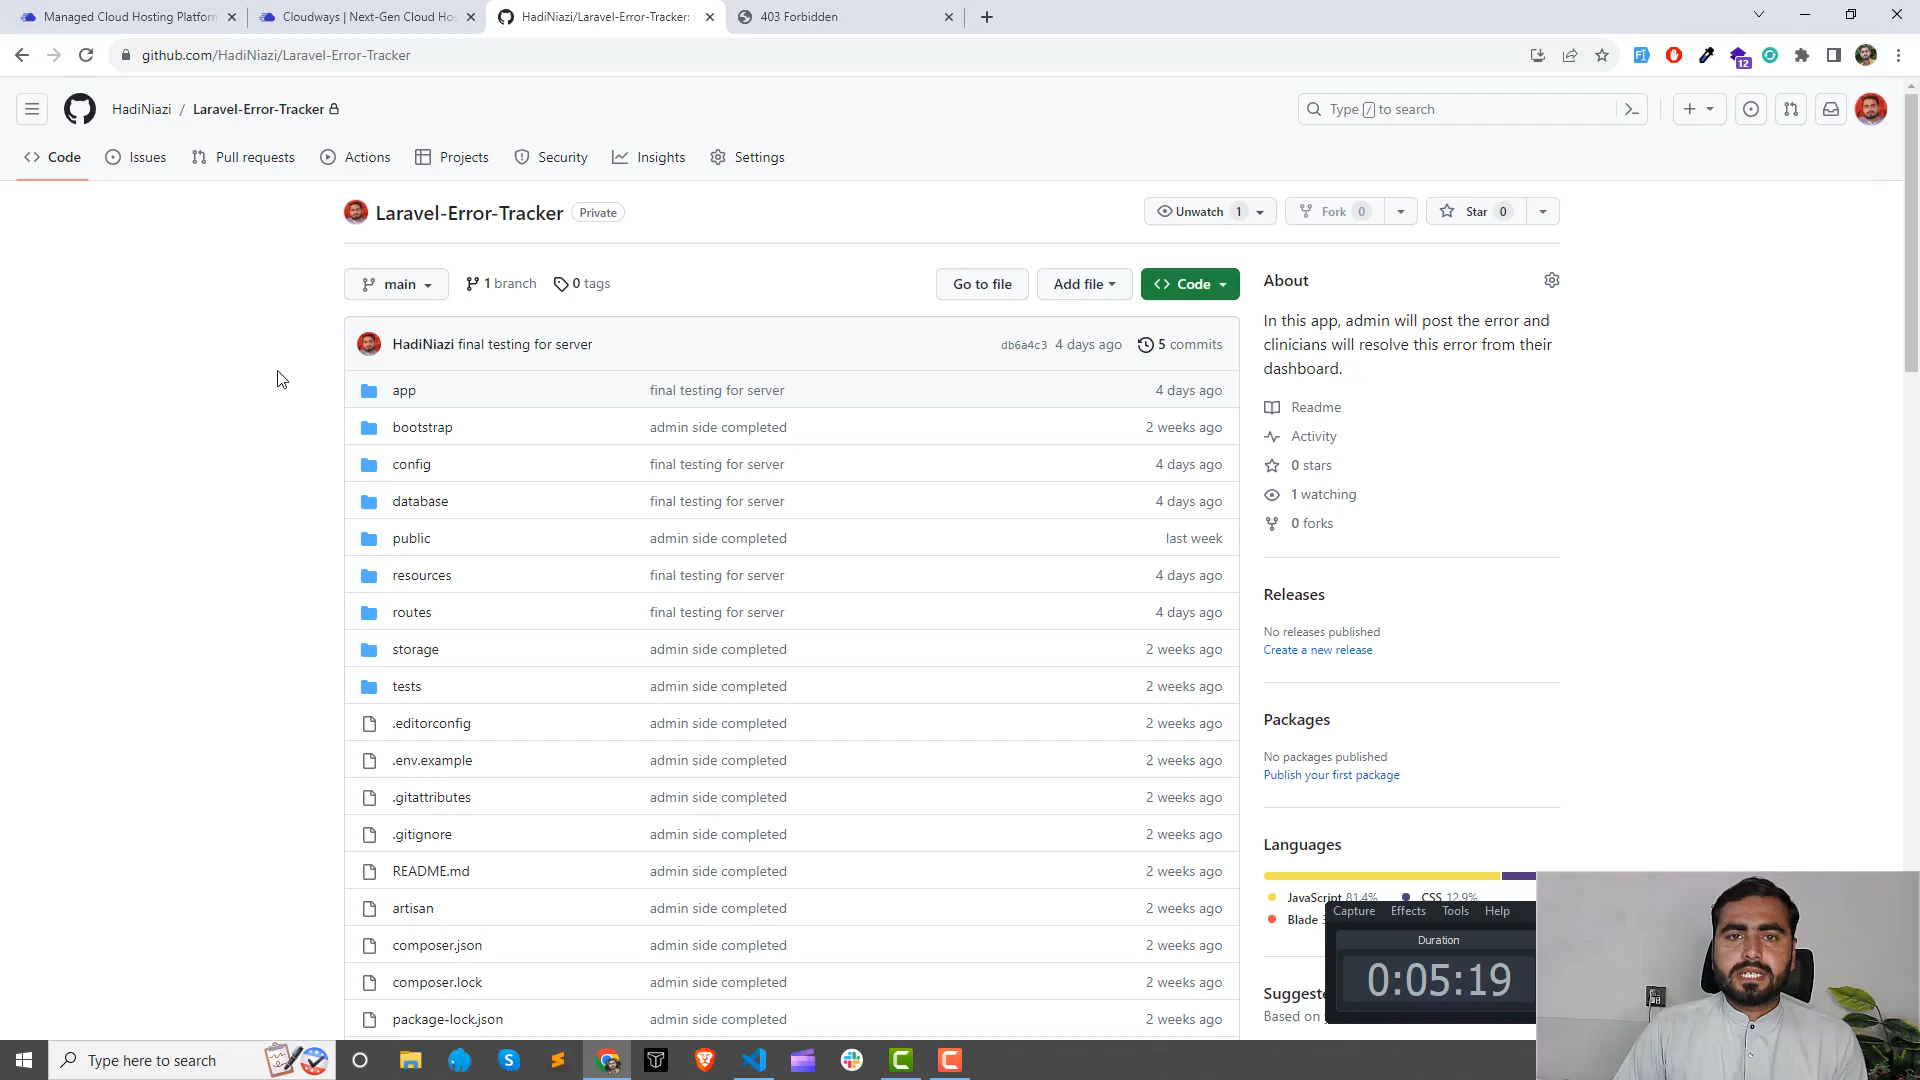 Managed Cloud Hosting Platform
Cloudways | Next-Gen Cloud Hos
HadiNiazi/Laravel-Error-Tracker:
403 Forbidden
github.com/HadiNiazi/Laravel-Error-Tracker
12
HadiNiazi / Laravel-Error-Tracker
Type / to search
Code
Issues
Pull requests
Actions
Projects
Security
Insights
Settings
Laravel-Error-Tracker Private
Unwatch 1
Fork 0
Star 0
main
1 branch
0 tags
Go to file
Add file
Code
HadiNiazi final testing for server db6a4c3 4 days ago 5 commits
app final testing for server 4 days ago
bootstrap admin side completed 2 weeks ago
config final testing for server 4 days ago
database final testing for server 4 days ago
public admin side completed last week
resources final testing for server 4 days ago
routes final testing for server 4 days ago
storage admin side completed 2 weeks ago
tests admin side completed 2 weeks ago
.editorconfig admin side completed 2 weeks ago
.env.example admin side completed 2 weeks ago
.gitattributes admin side completed 2 weeks ago
.gitignore admin side completed 2 weeks ago
README.md admin side completed 2 weeks ago
artisan admin side completed 2 weeks ago
composer.json admin side completed 2 weeks ago
composer.lock admin side completed 2 weeks ago
package-lock.json admin side completed 2 weeks ago
About
In this app, admin will post the error and
clinicians will resolve this error from their
dashboard.
Readme
Activity
0 stars
1 watching
0 forks
Releases
No releases published
Create a new release
Packages
No packages published
Publish your first package
Languages
JavaScript 81.4%
CSS 12.9%
Blade
Capture Effects Tools Help
Duration
0:05:19
Suggeste
Based on
Type here to search